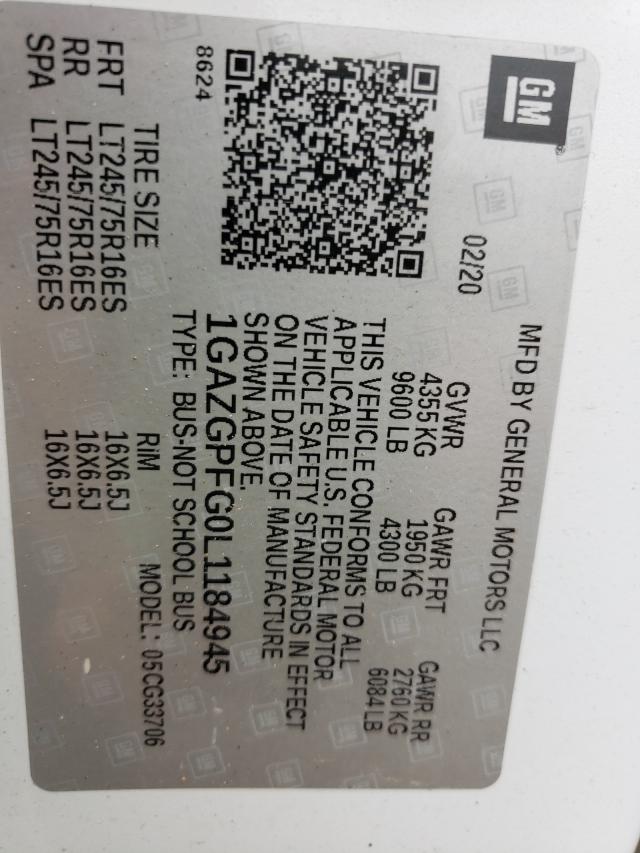 GM
MFD BY GENERAL MOTORS LLC
02/20
GVWR GAWR FRT GAWR RR
4355 KG 1950 KG 2760 KG
9600 LB 4300 LB 6084 LB
THIS VEHICLE CONFORMS TO ALL
APPLICABLE U.S. FEDERAL MOTOR
VEHICLE SAFETY STANDARDS IN EFFECT
ON THE DATE OF MANUFACTURE
SHOWN ABOVE.
1GAZGPFG0L1184945
8624
TYPE: BUS-NOT SCHOOL BUS
MODEL: 05CG33706
TIRE SIZE RIM
FRT LT245/75R16ES 16X6.5J
RR LT245/75R16ES 16X6.5J
SPA LT245/75R16ES 16X6.5J